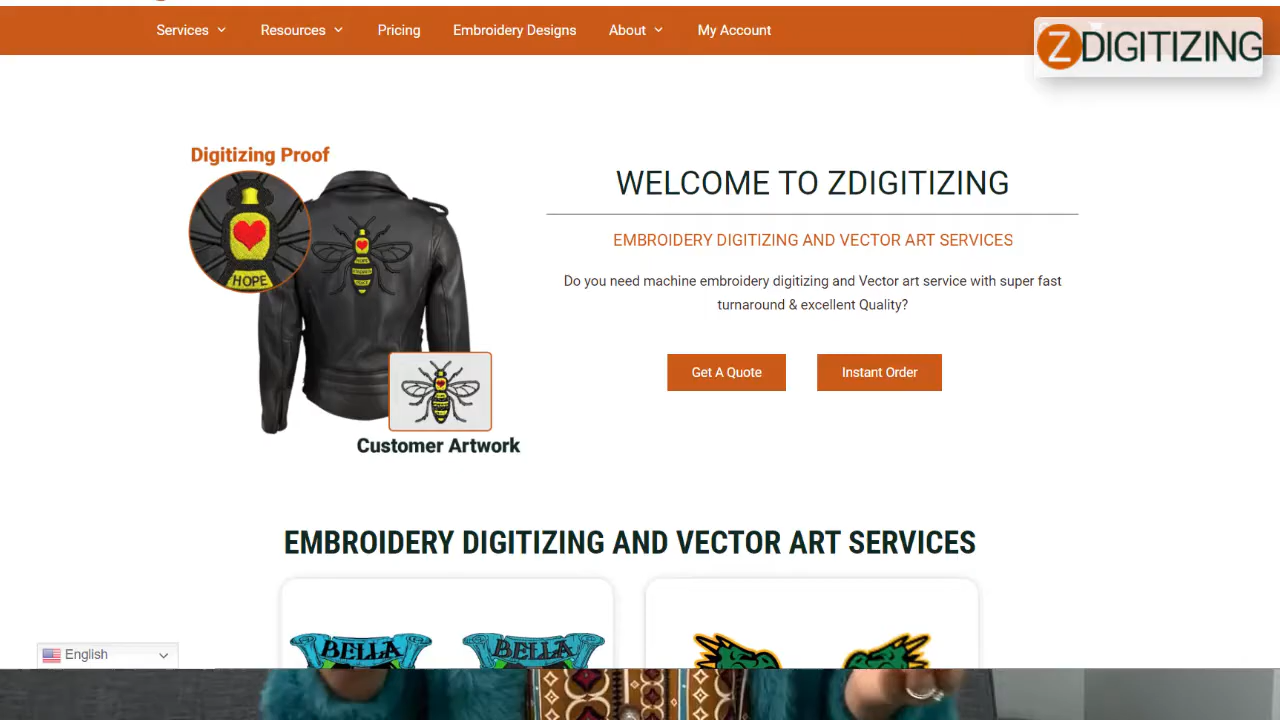 Services
Resources
Pricing
Embroidery Designs
About
My Account
ZDIGITIZING
Digitizing Proof
HOPE
Customer Artwork
WELCOME TO ZDIGITIZING
EMBROIDERY DIGITIZING AND VECTOR ART SERVICES
Do you need machine embroidery digitizing and Vector art service with super fast
turnaround & excellent Quality?
Get A Quote
Instant Order
EMBROIDERY DIGITIZING AND VECTOR ART SERVICES
BELLA
BELLA
English